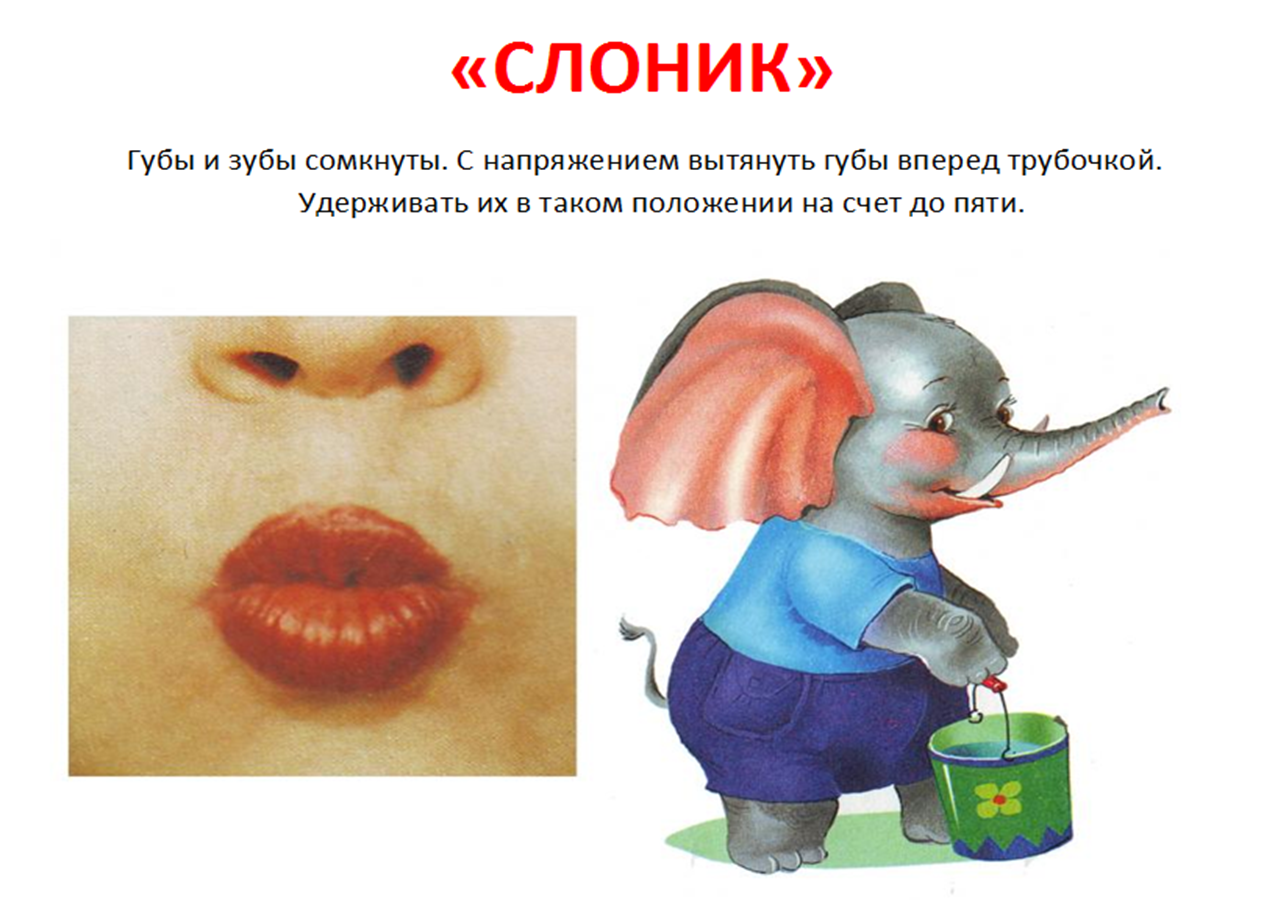 «СЛОНИК»
Губы и зубы сомкнуты. С напряжением вытянуть губы вперед трубочкой.
Удерживать их в таком положении на счет до пяти.